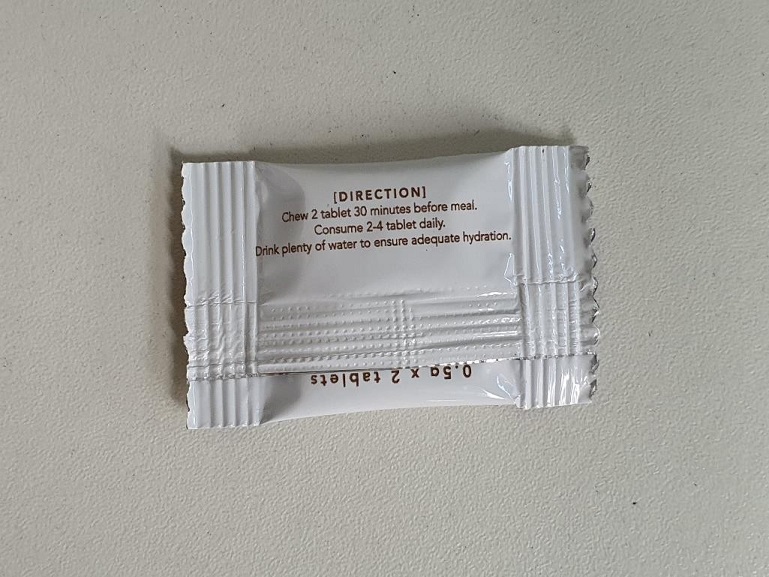 [DIRECTION]
Chew 2 tablet 30 minutes before meal.
Consume 2-4 tablet daily.
Drink plenty of water to ensure adequate hydration.
0.5g x 2 tablets